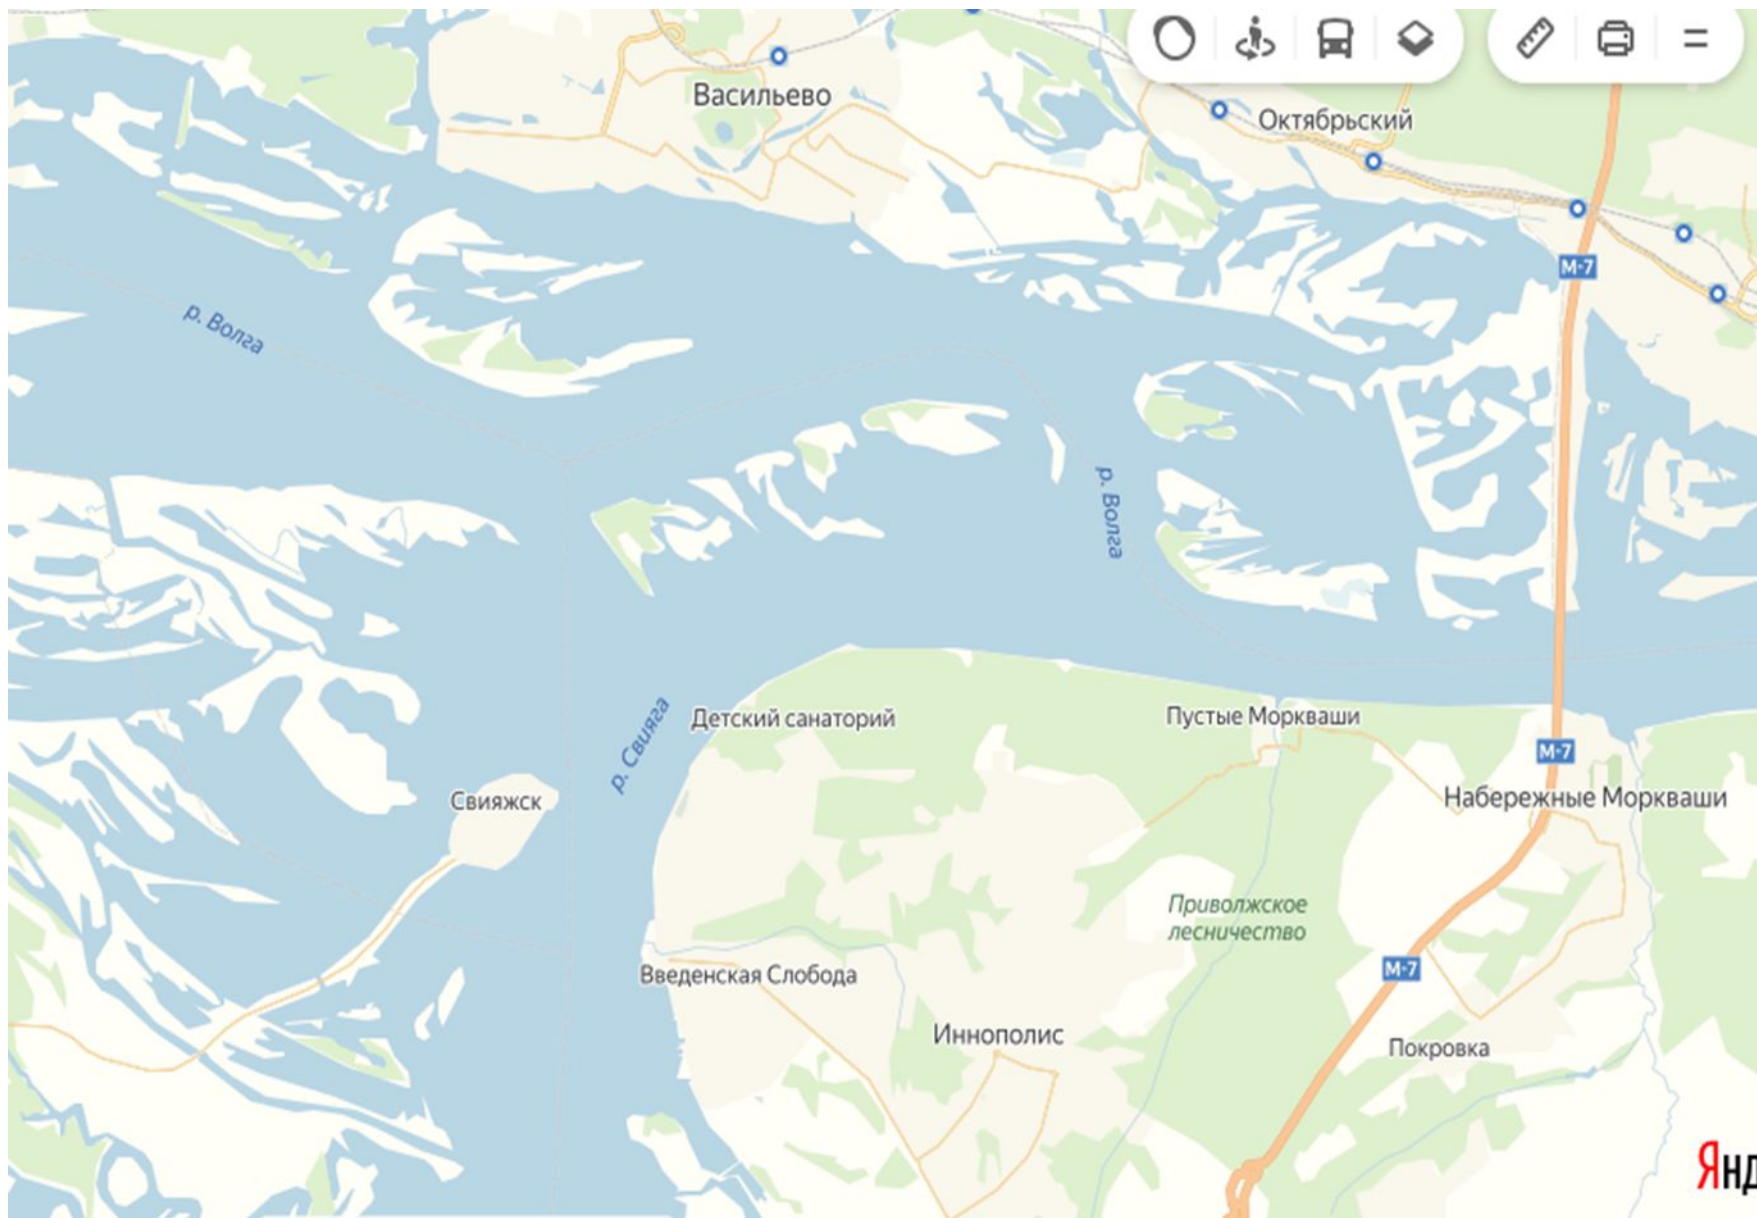 Васильево
Октябрьский
М-7
р. Волга
р. Волга
р. Свияга
Детский санаторий
Пустые Моркваши
М-7
Свияжск
Набережные Моркваши
Приволжское
лесничество
Введенская Слобода
М-7
Иннополис
Покровка
Янд